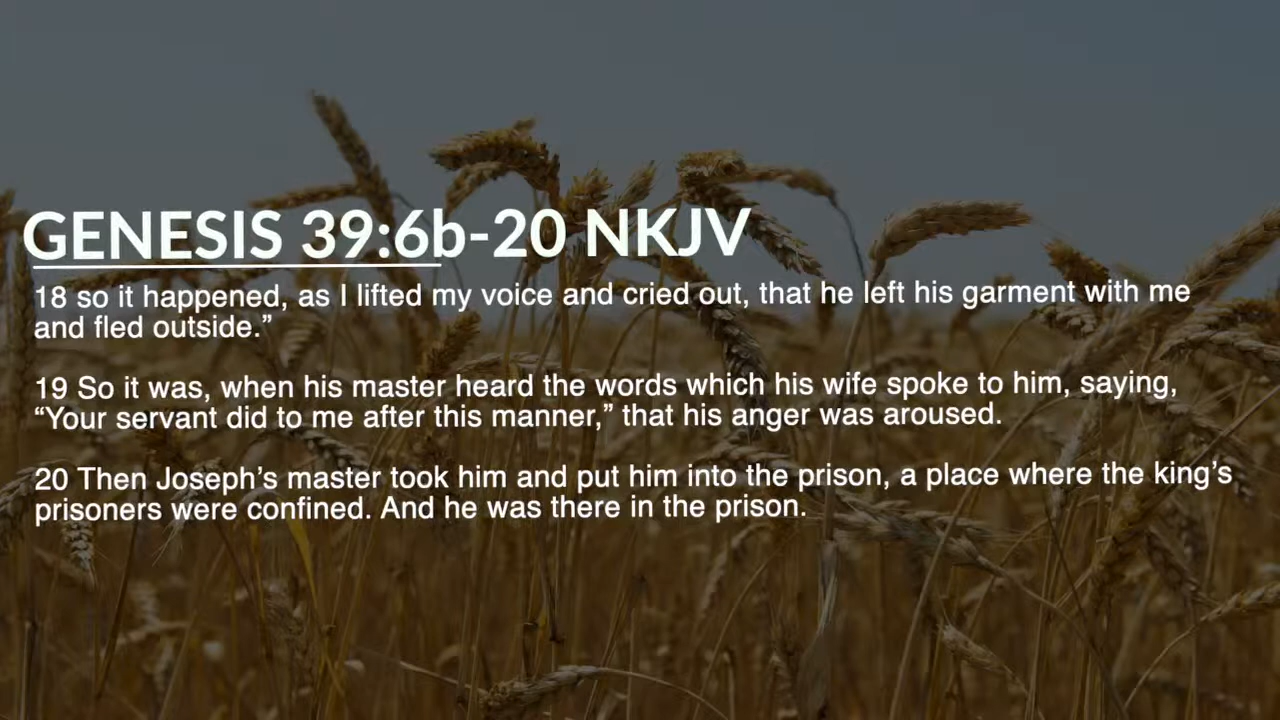 GENESIS 39:6b-20 NKJV
18 so it happened, as I lifted my voice and cried out, that he left his garment with me
and fled outside.”
19 So it was, when his master heard the words which his wife spoke to him, saying,
“Your servant did to me after this manner,” that his anger was aroused.
20 Then Joseph’s master took him and put him into the prison, a place where the king’s
prisoners were confined. And he was there in the prison.